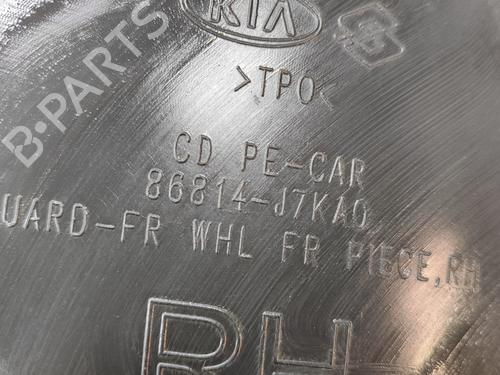 KIA
>TPO<
CD PE-CAR
86814-J7KA0
UARD-FR WHL FR PIECE,RH
RH
B-PARTS